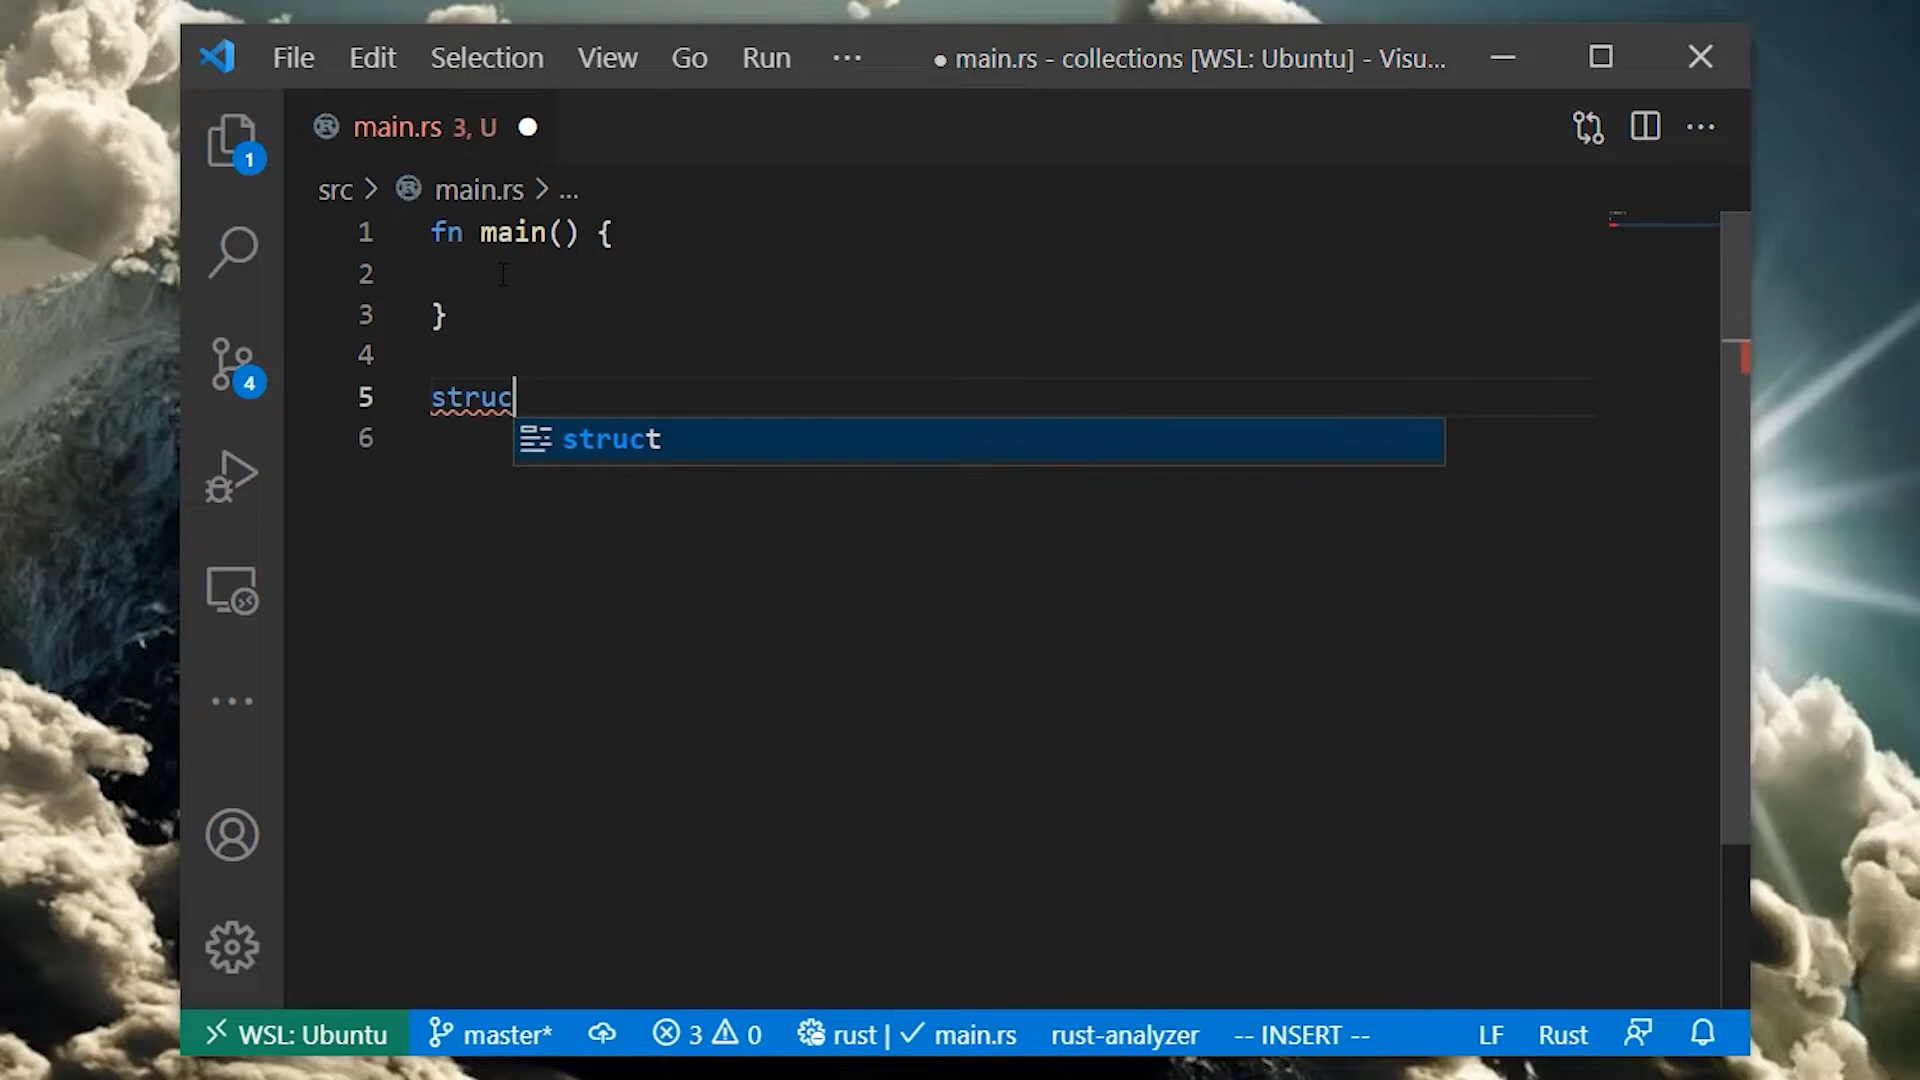 File Edit Selection View Go Run ··· ● main.rs - collections [WSL: Ubuntu] - Visu...
1
main.rs 3, U
src > main.rs > ...
1 fn main() {
2
3 }
4
4
5 struc
struct
6
WSL: Ubuntu master* 3 0 rust | ✓ main.rs rust-analyzer -- INSERT -- LF Rust